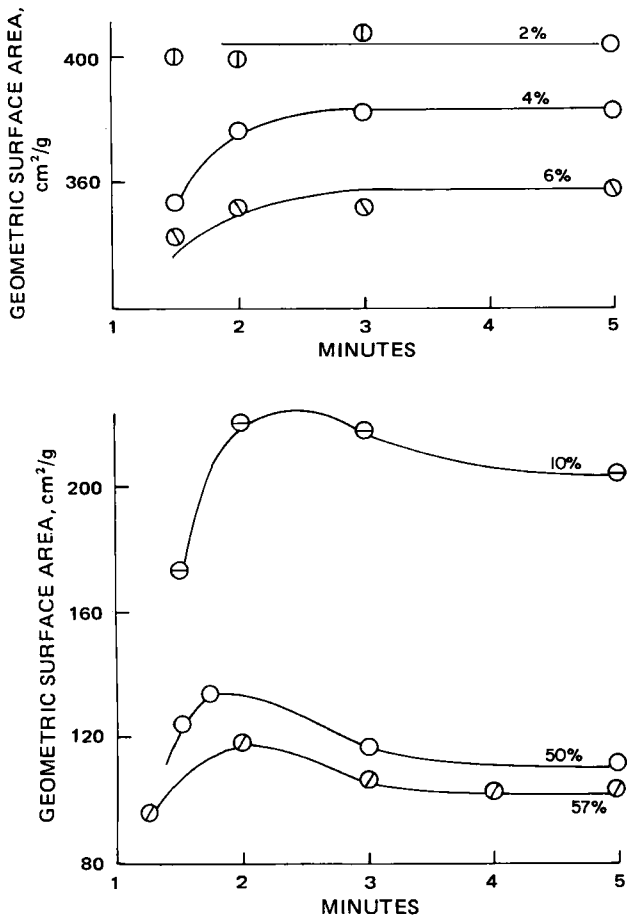 GEOMETRIC SURFACE AREA,
cm²/g
400
360
2%
4%
6%
1 2 3 4 5
MINUTES
GEOMETRIC SURFACE AREA, cm²/g
200
160
120
80
10%
50%
57%
1 2 3 4 5
MINUTES